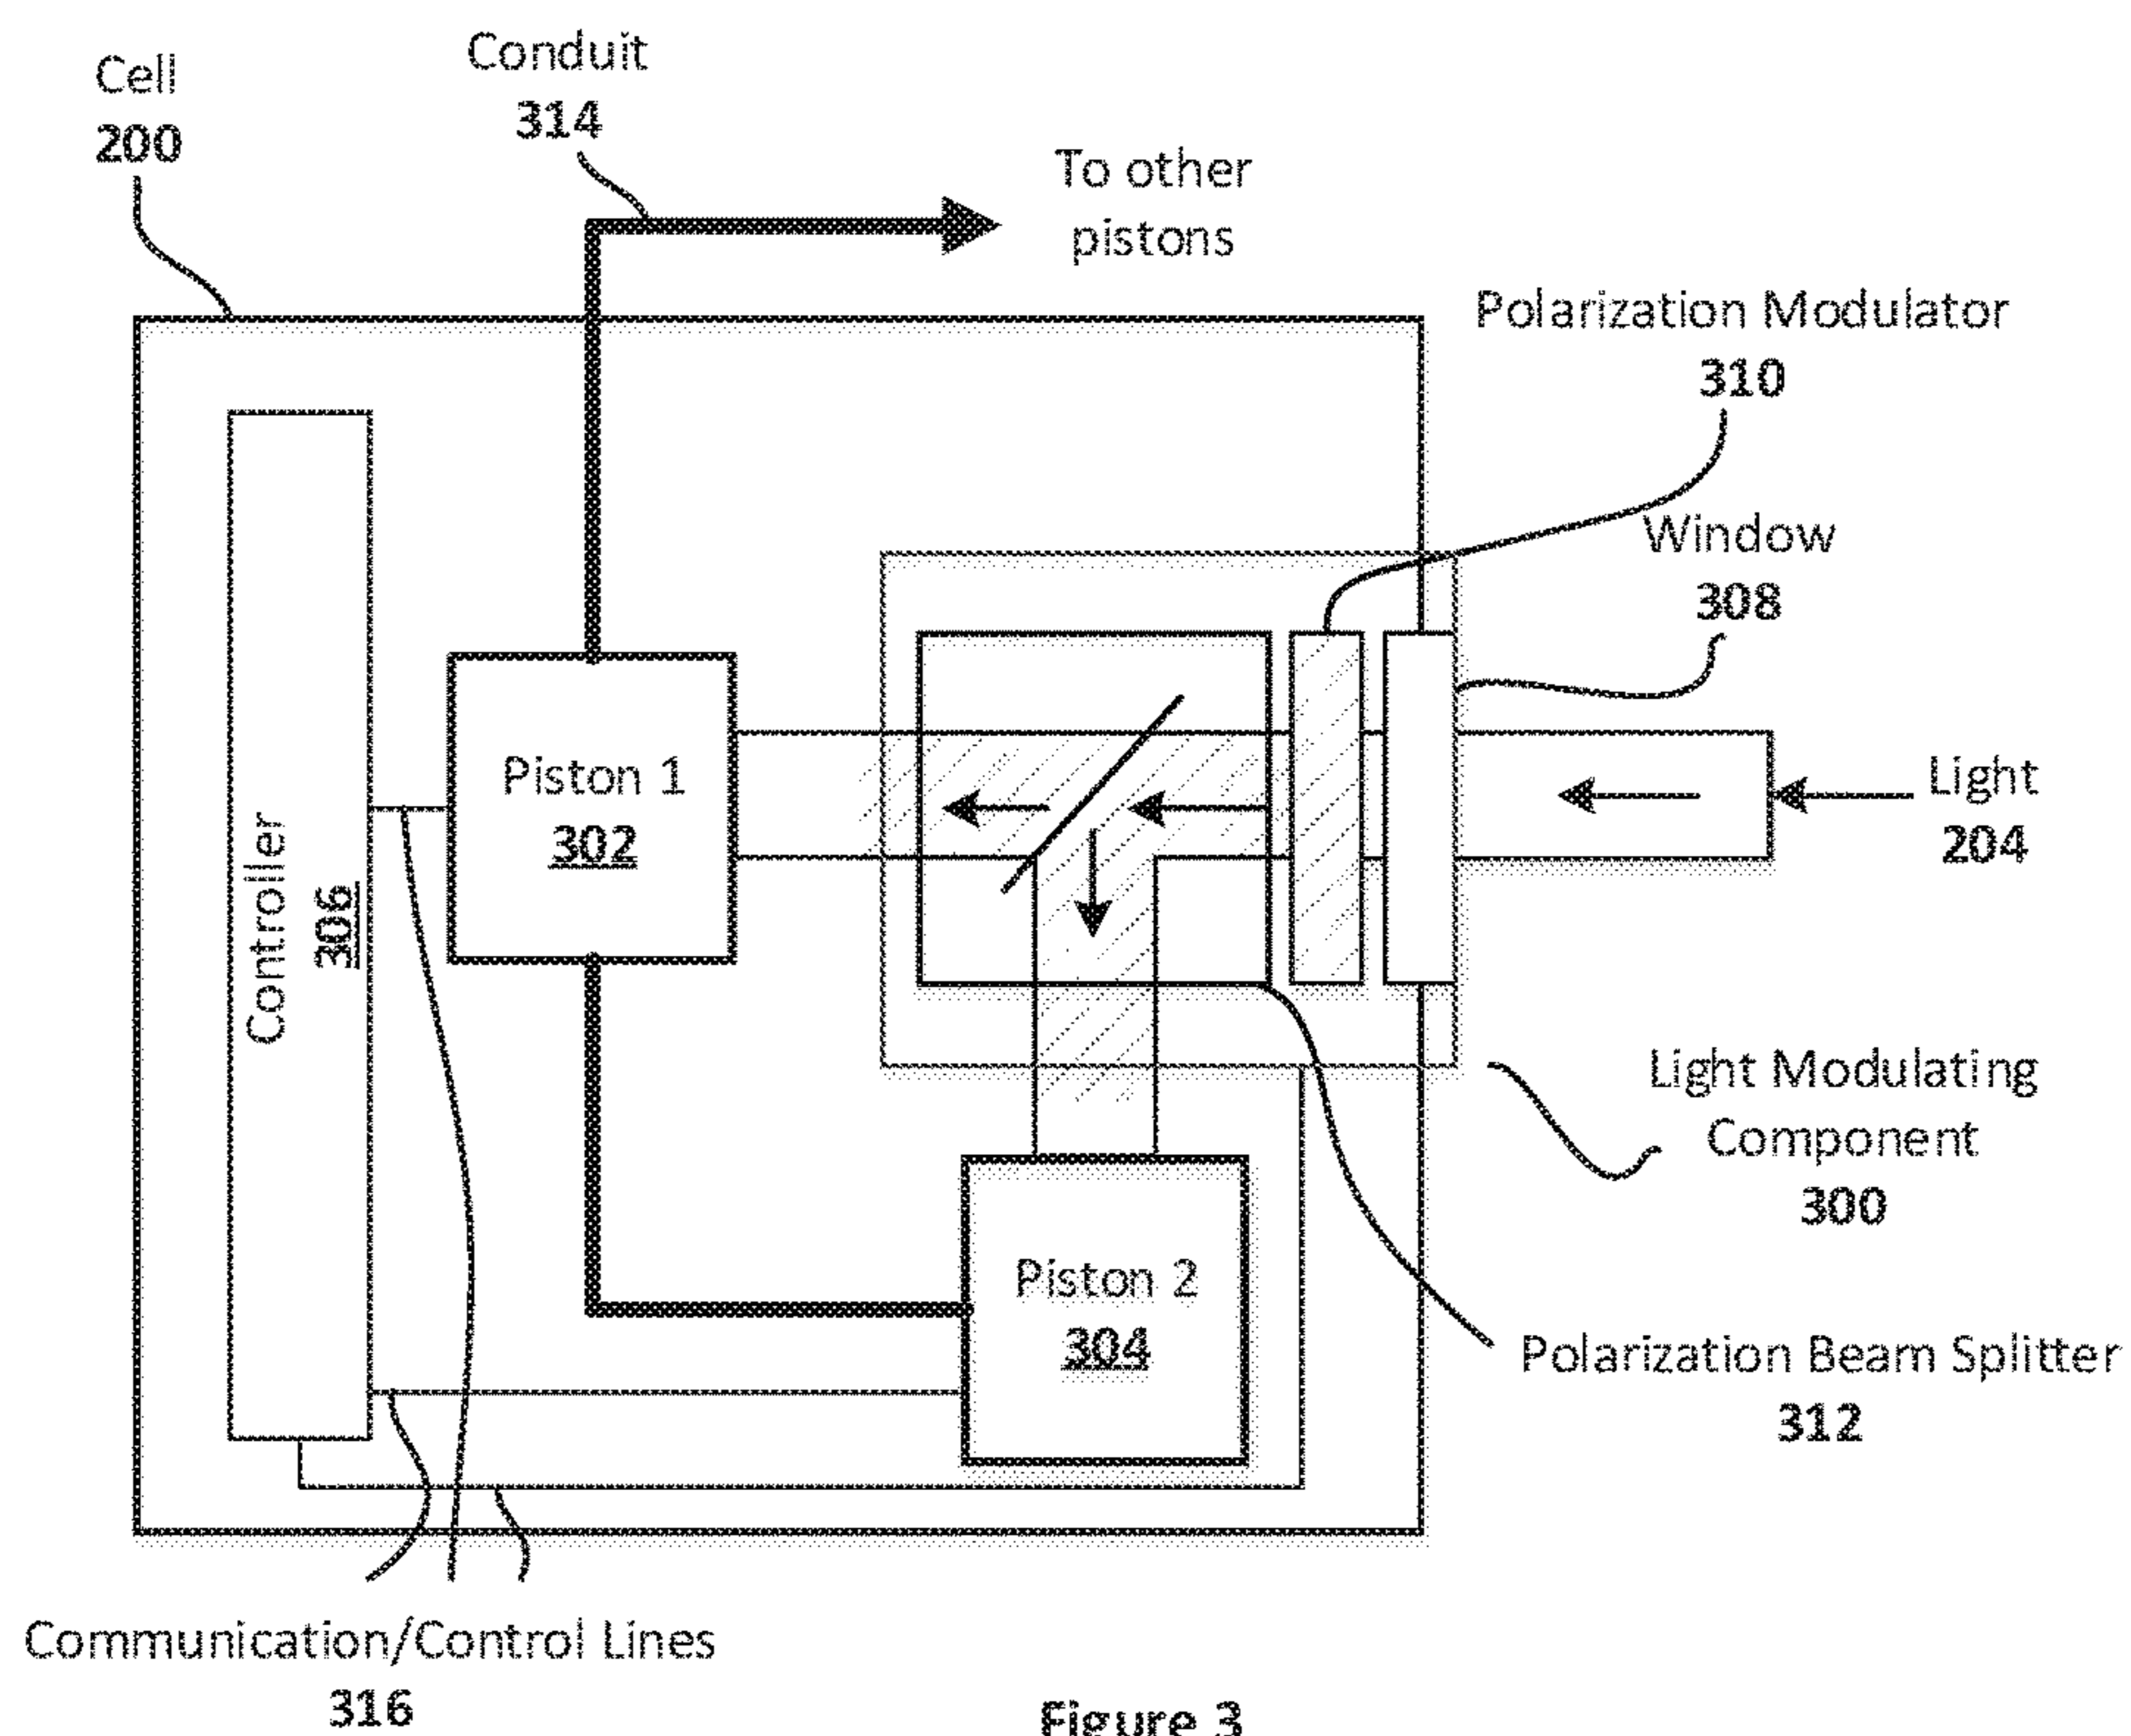 Cell
200
Conduit
314
To other
pistons
Polarization Modulator
310
Window
308
Light
204
Piston 1
302
Controller
306
Light Modulating
Component
300
Piston 2
304
Polarization Beam Splitter
312
Communication/Control Lines
316
Figure 3